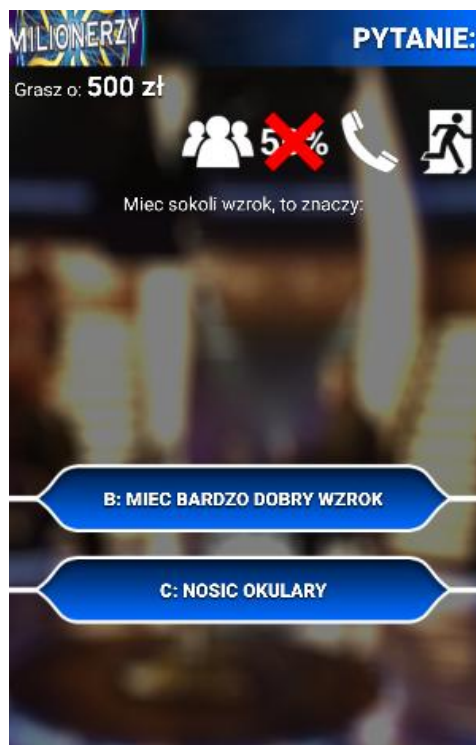 MILIONERZY
PYTANIE:
Grasz o: 500 zł
Miec sokoli wzrok, to znaczy:
B: MIEC BARDZO DOBRY WZROK
C: NOSIC OKULARY